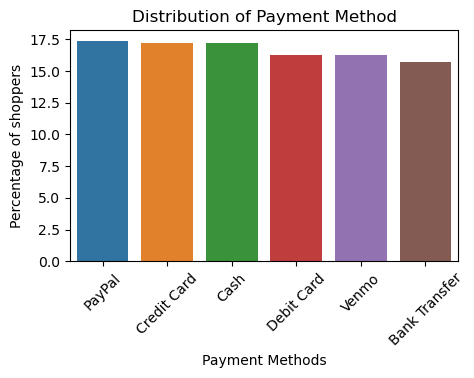 Distribution of Payment Method
Percentage of shoppers
17.5
15.0
12.5
10.0
7.5
5.0
2.5
0.0
PayPal
Credit Card
Cash
Debit Card
Venmo
Bank Transfer
Payment Methods